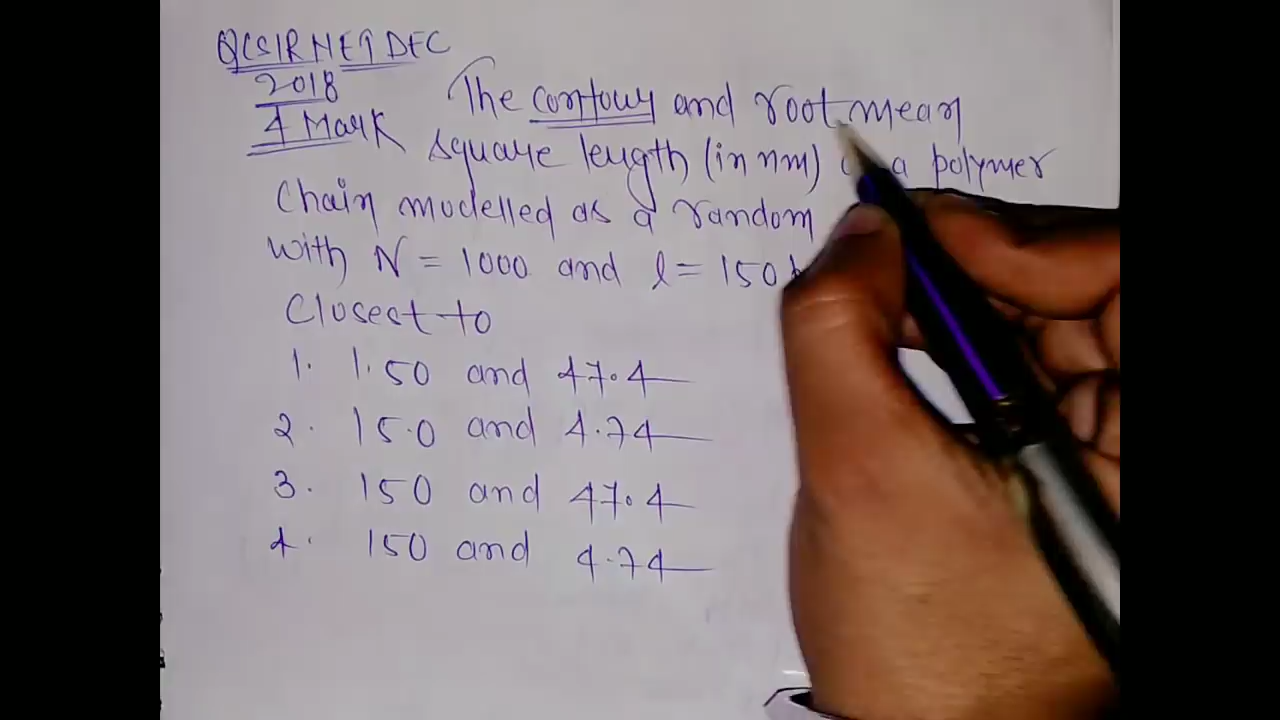 Q CSIR NET DEC
2018
4 Mark
The contour and root mean
square length (in nm) a polymer
chain modelled as a random
with N = 1000 and l = 150
Closest to
1. 1.50 and 47.4
2. 15.0 and 4.74
3. 150 and 47.4
4. 150 and 4.74